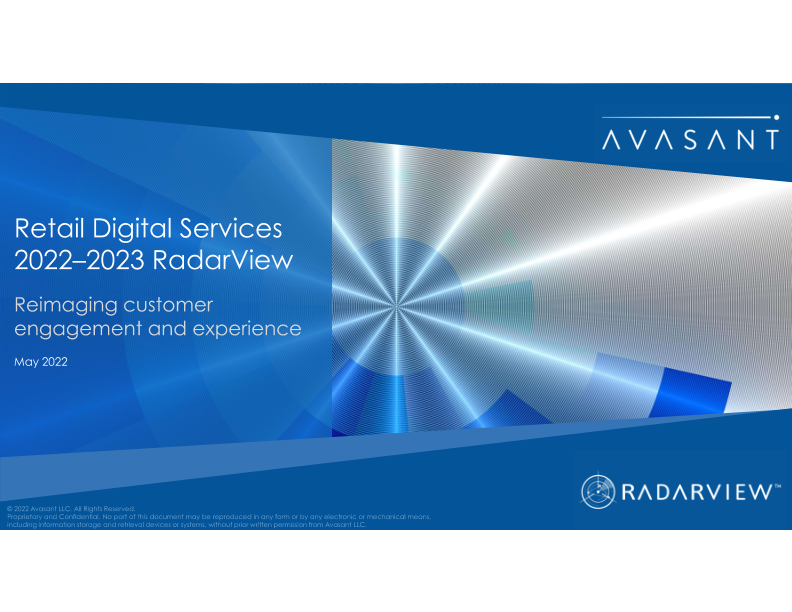 AVASANT
Retail Digital Services
2022–2023 RadarView
Reimaging customer
engagement and experience
May 2022
RADARVIEW™
© 2022 Avasant LLC. All Rights Reserved.
Proprietary and Confidential. No part of this document may be reproduced in any form or by any electronic or mechanical means,
including information storage and retrieval devices or systems, without prior written permission from Avasant LLC.